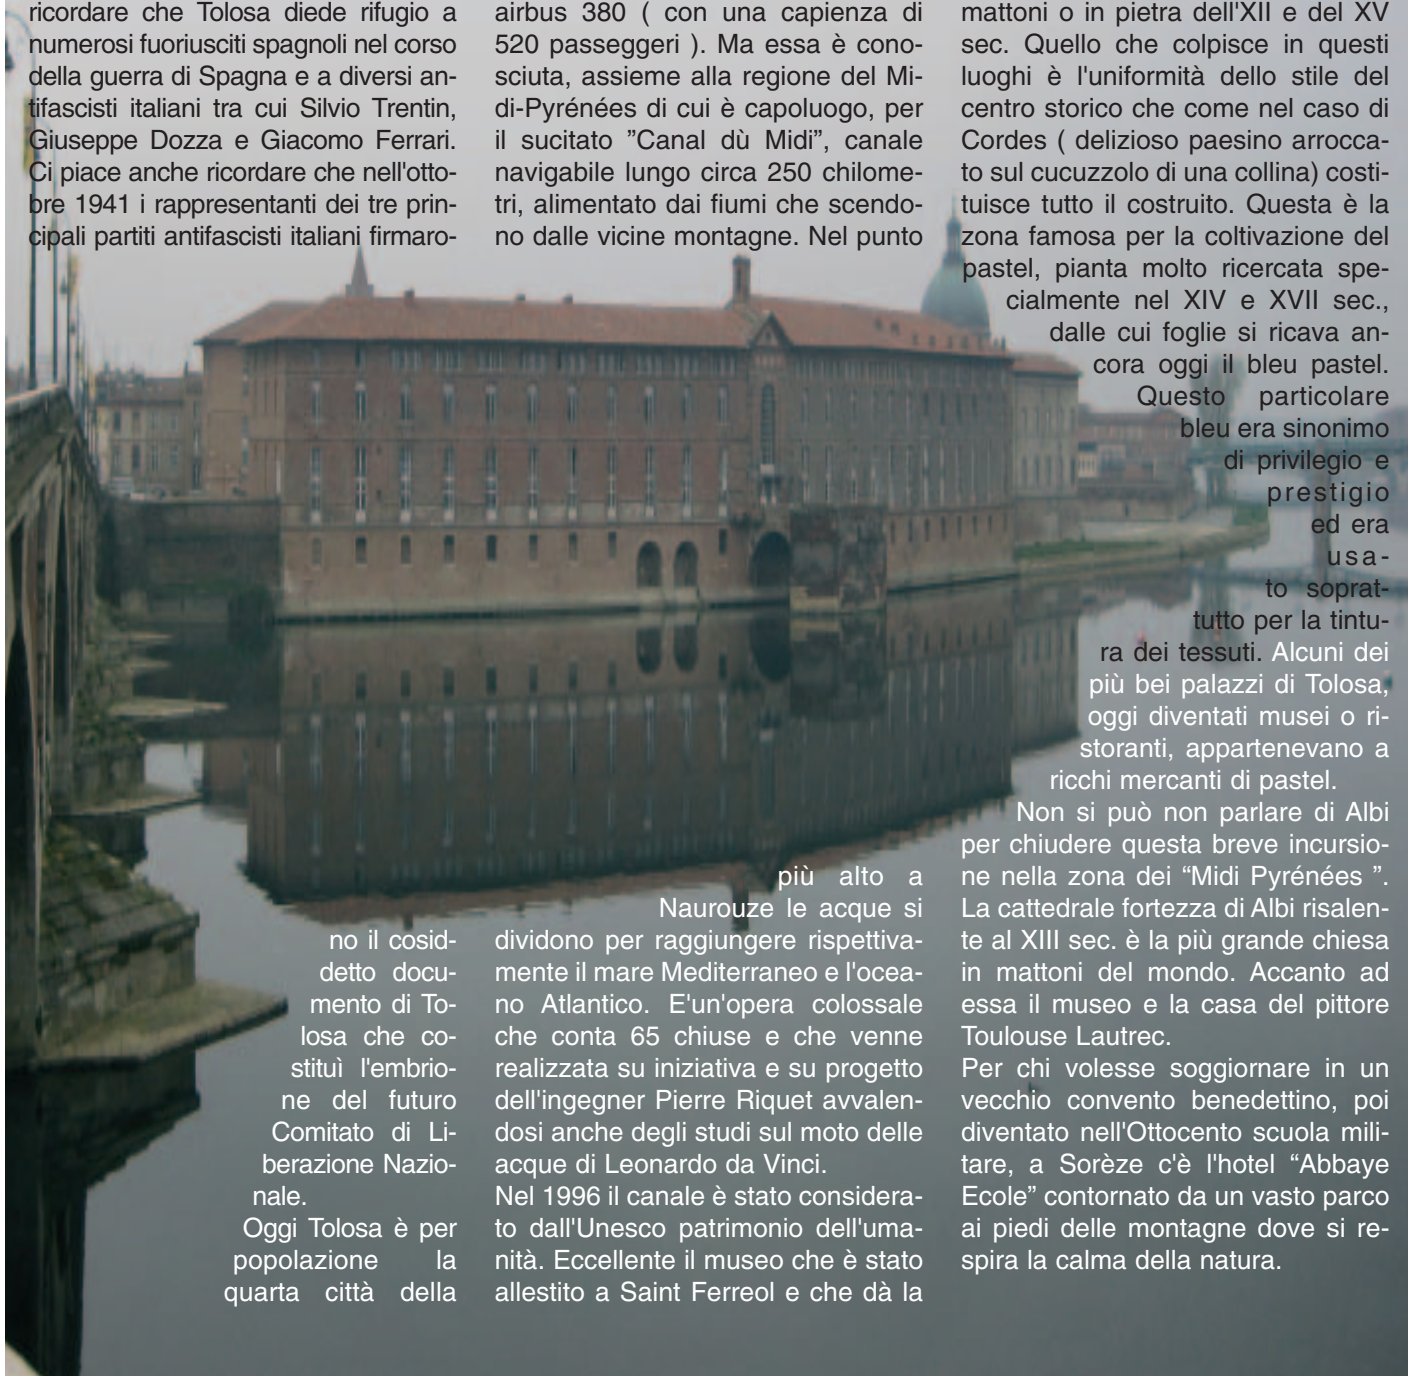 ricordare che Tolosa diede rifugio a
numerosi fuoriusciti spagnoli nel corso
della guerra di Spagna e a diversi an-
tifascisti italiani tra cui Silvio Trentin,
Giuseppe Dozza e Giacomo Ferrari.
Ci piace anche ricordare che nell'otto-
bre 1941 i rappresentanti dei tre prin-
cipali partiti antifascisti italiani firmaro-
no il cosid-
detto docu-
mento di To-
losa che co-
stituì l'embrio-
ne del futuro
Comitato di Li-
berazione Nazio-
nale.
Oggi Tolosa è per
popolazione la
quarta città della
airbus 380 ( con una capienza di
520 passeggeri ). Ma essa è cono-
sciuta, assieme alla regione del Mi-
di-Pyrénées di cui è capoluogo, per
il sucitato ”Canal dù Midi”, canale
navigabile lungo circa 250 chilome-
tri, alimentato dai fiumi che scendo-
no dalle vicine montagne. Nel punto
più alto a
Naurouze le acque si
dividono per raggiungere rispettiva-
mente il mare Mediterraneo e l'ocea-
no Atlantico. E'un'opera colossale
che conta 65 chiuse e che venne
realizzata su iniziativa e su progetto
dell'ingegner Pierre Riquet avvalen-
dosi anche degli studi sul moto delle
acque di Leonardo da Vinci.
Nel 1996 il canale è stato considera-
to dall'Unesco patrimonio dell'uma-
nità. Eccellente il museo che è stato
allestito a Saint Ferreol e che dà la
mattoni o in pietra dell'XII e del XV
sec. Quello che colpisce in questi
luoghi è l'uniformità dello stile del
centro storico che come nel caso di
Cordes ( delizioso paesino arrocca-
to sul cucuzzolo di una collina) costi-
tuisce tutto il costruito. Questa è la
zona famosa per la coltivazione del
pastel, pianta molto ricercata spe-
cialmente nel XIV e XVII sec.,
dalle cui foglie si ricava an-
cora oggi il bleu pastel.
Questo particolare
bleu era sinonimo
di privilegio e
prestigio
ed era
usa-
to soprat-
tutto per la tintu-
ra dei tessuti. Alcuni dei
più bei palazzi di Tolosa,
oggi diventati musei o ri-
storanti, appartenevano a
ricchi mercanti di pastel.
Non si può non parlare di Albi
per chiudere questa breve incursio-
ne nella zona dei “Midi Pyrénées ”.
La cattedrale fortezza di Albi risalen-
te al XIII sec. è la più grande chiesa
in mattoni del mondo. Accanto ad
essa il museo e la casa del pittore
Toulouse Lautrec.
Per chi volesse soggiornare in un
vecchio convento benedettino, poi
diventato nell'Ottocento scuola mili-
tare, a Sorèze c'è l'hotel “Abbaye
Ecole” contornato da un vasto parco
ai piedi delle montagne dove si re-
spira la calma della natura.